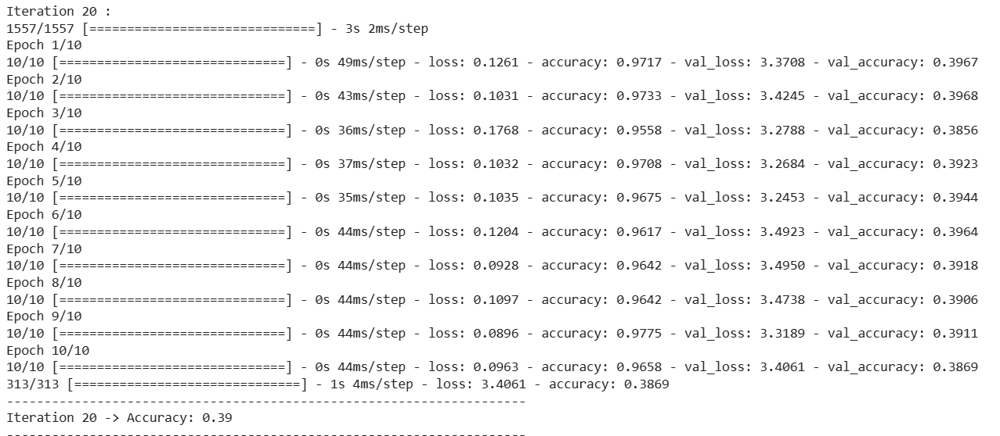 Iteration 20 :
1557/1557 [==============================] - 3s 2ms/step
Epoch 1/10
10/10 [==============================] - 0s 49ms/step - loss: 0.1261 - accuracy: 0.9717 - val_loss: 3.3708 - val_accuracy: 0.3967
Epoch 2/10
10/10 [==============================] - 0s 43ms/step - loss: 0.1031 - accuracy: 0.9733 - val_loss: 3.4245 - val_accuracy: 0.3968
Epoch 3/10
10/10 [==============================] - 0s 36ms/step - loss: 0.1768 - accuracy: 0.9558 - val_loss: 3.2788 - val_accuracy: 0.3856
Epoch 4/10
10/10 [==============================] - 0s 37ms/step - loss: 0.1032 - accuracy: 0.9708 - val_loss: 3.2684 - val_accuracy: 0.3923
Epoch 5/10
10/10 [==============================] - 0s 35ms/step - loss: 0.1035 - accuracy: 0.9675 - val_loss: 3.2453 - val_accuracy: 0.3944
Epoch 6/10
10/10 [==============================] - 0s 44ms/step - loss: 0.1204 - accuracy: 0.9617 - val_loss: 3.4923 - val_accuracy: 0.3964
Epoch 7/10
10/10 [==============================] - 0s 44ms/step - loss: 0.0928 - accuracy: 0.9642 - val_loss: 3.4950 - val_accuracy: 0.3918
Epoch 8/10
10/10 [==============================] - 0s 44ms/step - loss: 0.1097 - accuracy: 0.9642 - val_loss: 3.4738 - val_accuracy: 0.3906
Epoch 9/10
10/10 [==============================] - 0s 44ms/step - loss: 0.0896 - accuracy: 0.9775 - val_loss: 3.3189 - val_accuracy: 0.3911
Epoch 10/10
10/10 [==============================] - 0s 44ms/step - loss: 0.0963 - accuracy: 0.9658 - val_loss: 3.4061 - val_accuracy: 0.3869
313/313 [==============================] - 1s 4ms/step - loss: 3.4061 - accuracy: 0.3869
---------------------------------------------------------------------
Iteration 20 -> Accuracy: 0.39
---------------------------------------------------------------------